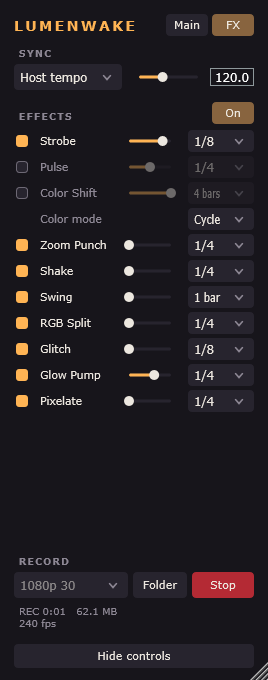 LUMENWAKE Main FX
SYNC
Host tempo 120.0
EFFECTS On
Strobe 1/8
Pulse 1/4
Color Shift 4 bars
Color mode Cycle
Zoom Punch 1/4
Shake 1/4
Swing 1 bar
RGB Split 1/4
Glitch 1/8
Glow Pump 1/4
Pixelate 1/4
RECORD
1080p 30 Folder Stop
REC 0:01 62.1 MB
240 fps
Hide controls